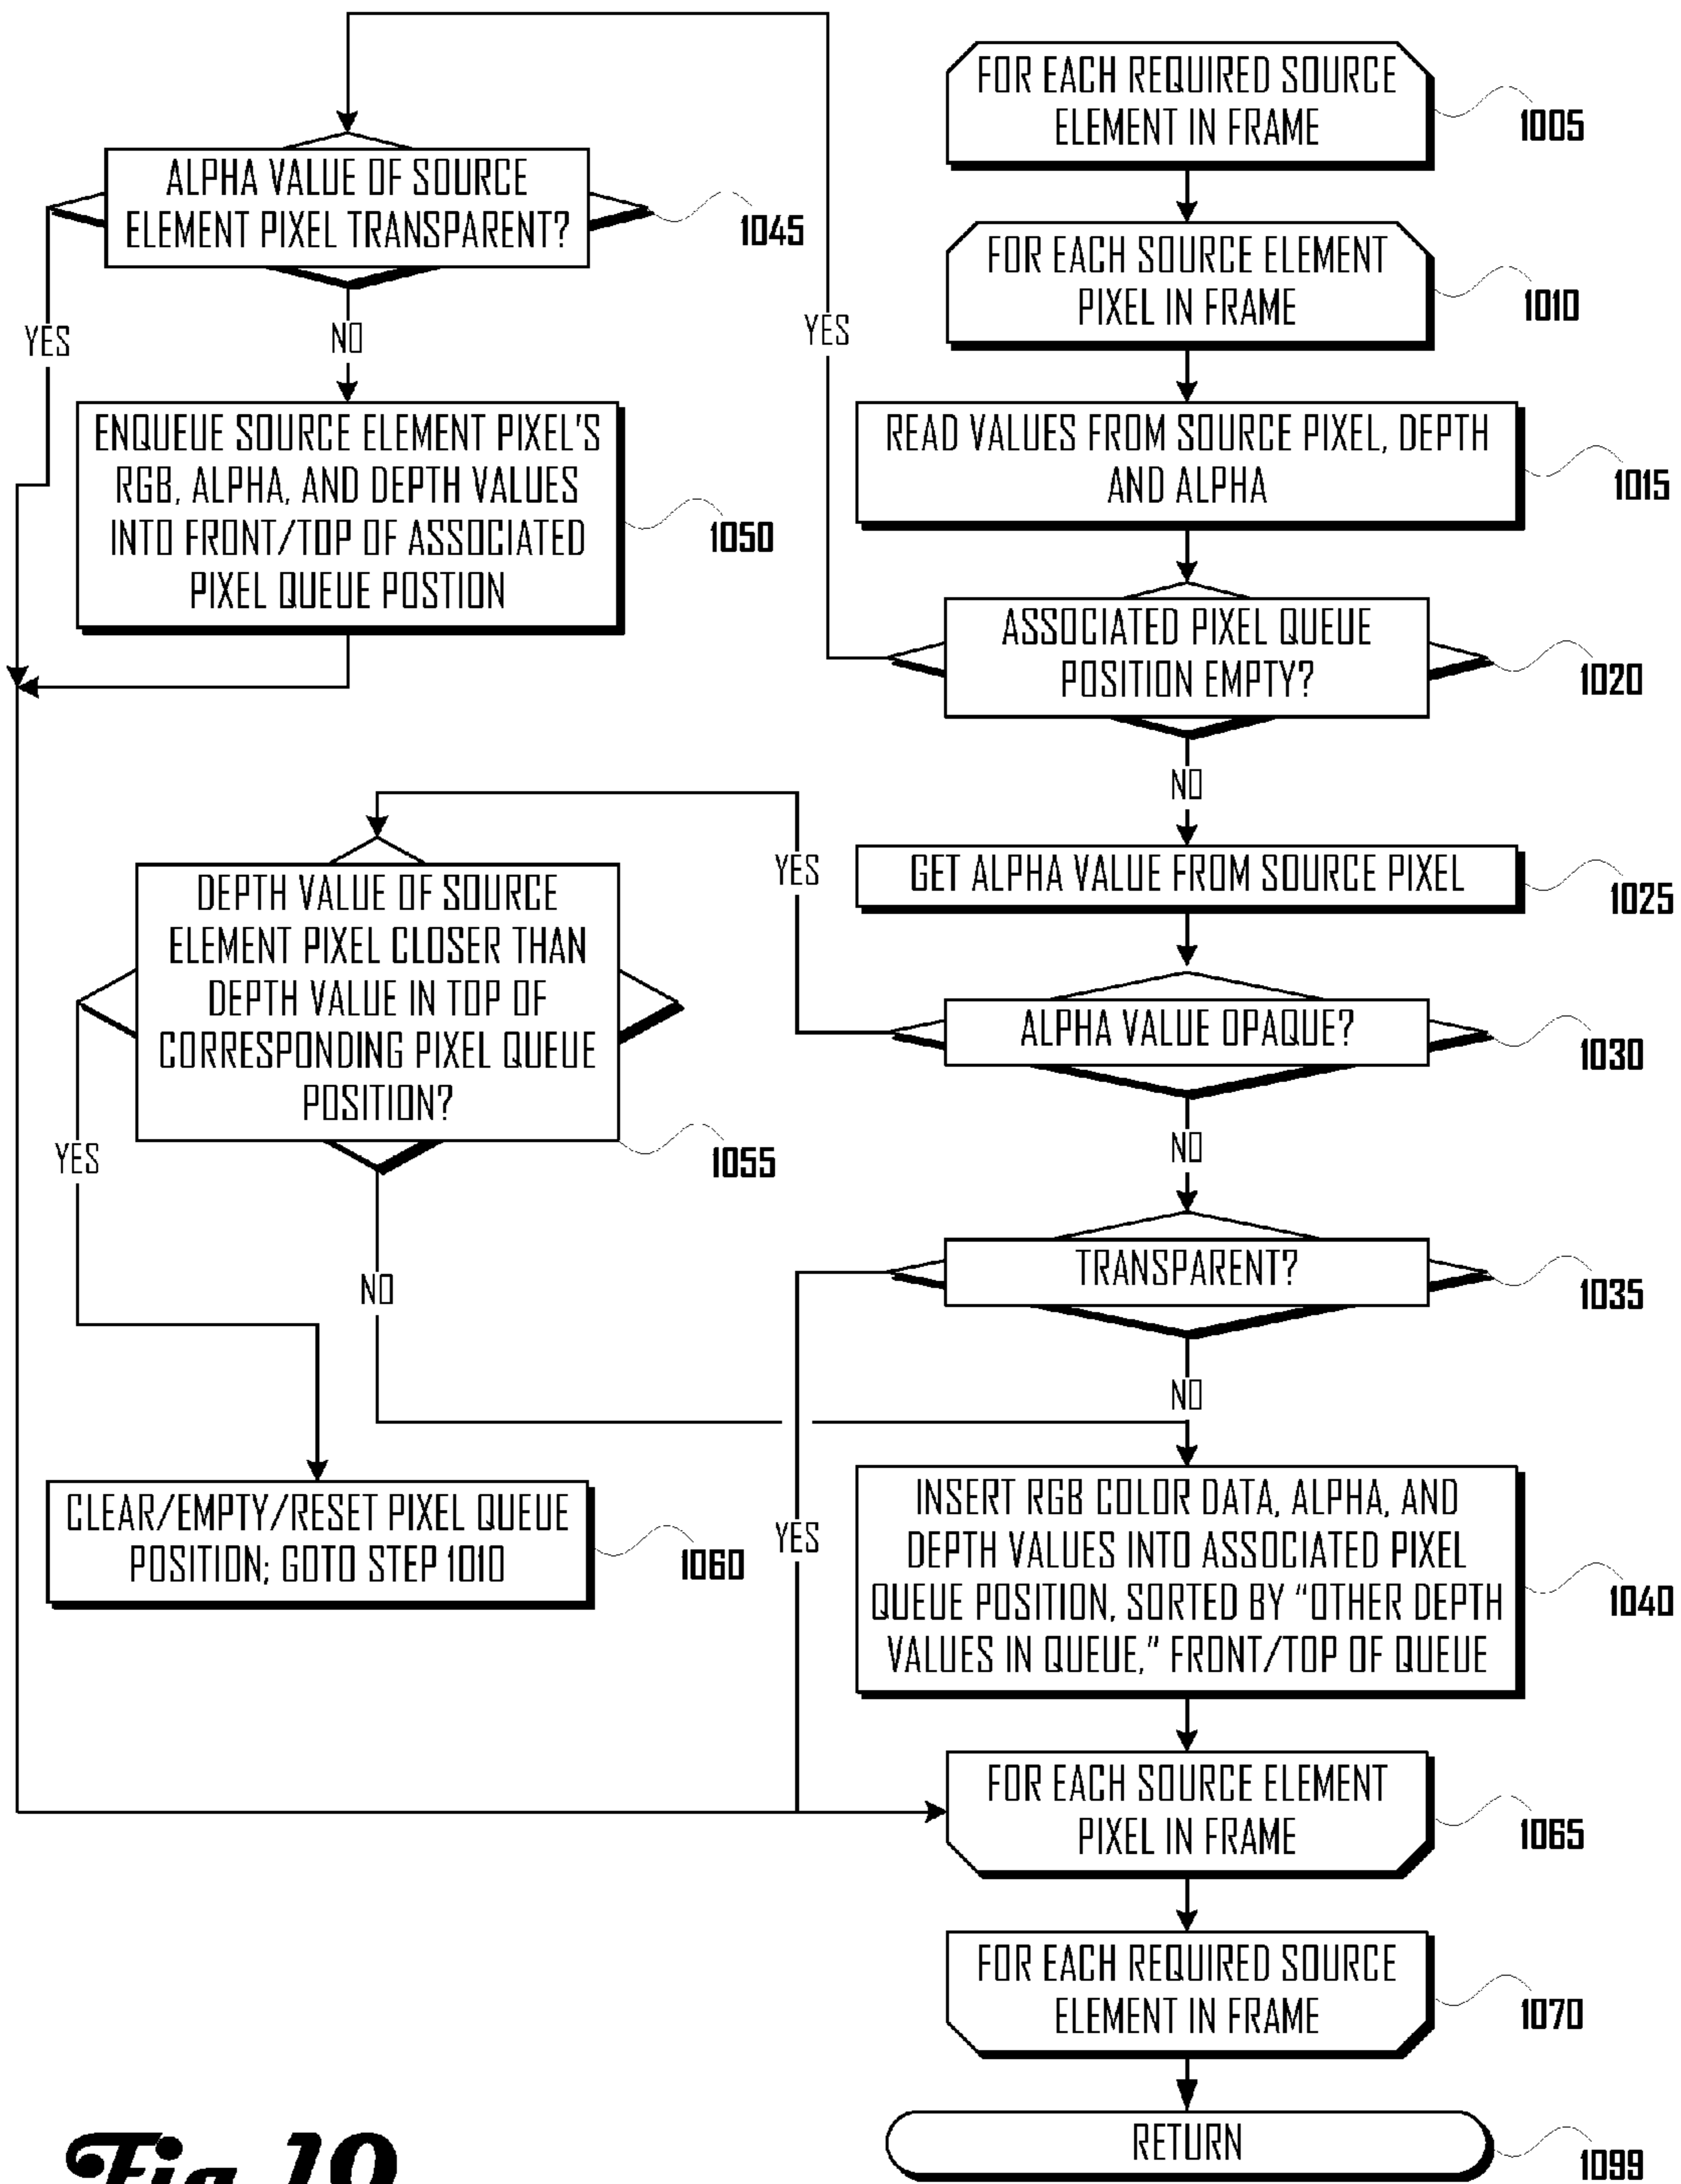 FOR EACH REQUIRED SOURCE
ELEMENT IN FRAME
1005
FOR EACH SOURCE ELEMENT
PIXEL IN FRAME
1010
READ VALUES FROM SOURCE PIXEL, DEPTH
AND ALPHA
1015
ASSOCIATED PIXEL QUEUE
POSITION EMPTY?
1020
YES
NO
ALPHA VALUE OF SOURCE
ELEMENT PIXEL TRANSPARENT?
1045
YES
NO
ENQUEUE SOURCE ELEMENT PIXEL'S
RGB, ALPHA, AND DEPTH VALUES
INTO FRONT/TOP OF ASSOCIATED
PIXEL QUEUE POSTION
1050
GET ALPHA VALUE FROM SOURCE PIXEL
1025
ALPHA VALUE OPAQUE?
1030
YES
NO
DEPTH VALUE OF SOURCE
ELEMENT PIXEL CLOSER THAN
DEPTH VALUE IN TOP OF
CORRESPONDING PIXEL QUEUE
POSITION?
1055
YES
NO
TRANSPARENT?
1035
YES
NO
CLEAR/EMPTY/RESET PIXEL QUEUE
POSITION; GOTO STEP 1010
1060
INSERT RGB COLOR DATA, ALPHA, AND
DEPTH VALUES INTO ASSOCIATED PIXEL
QUEUE POSITION, SORTED BY "OTHER DEPTH
VALUES IN QUEUE," FRONT/TOP OF QUEUE
1040
FOR EACH SOURCE ELEMENT
PIXEL IN FRAME
1065
FOR EACH REQUIRED SOURCE
ELEMENT IN FRAME
1070
RETURN
1099
Fig.10